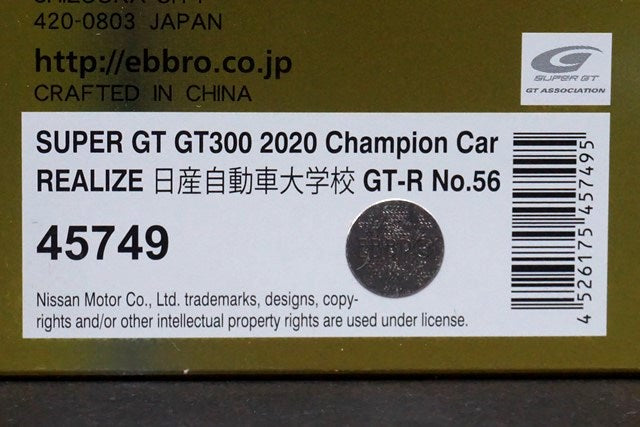 420-0803 JAPAN
http://ebbro.co.jp
CRAFTED IN CHINA
SUPER GT
GT ASSOCIATION
SUPER GT GT300 2020 Champion Car
REALIZE 日産自動車大学校 GT-R No.56
45749
EBBRO
Nissan Motor Co., Ltd. trademarks, designs, copy-
rights and/or other intellectual property rights are used under license.
4 526175 457495